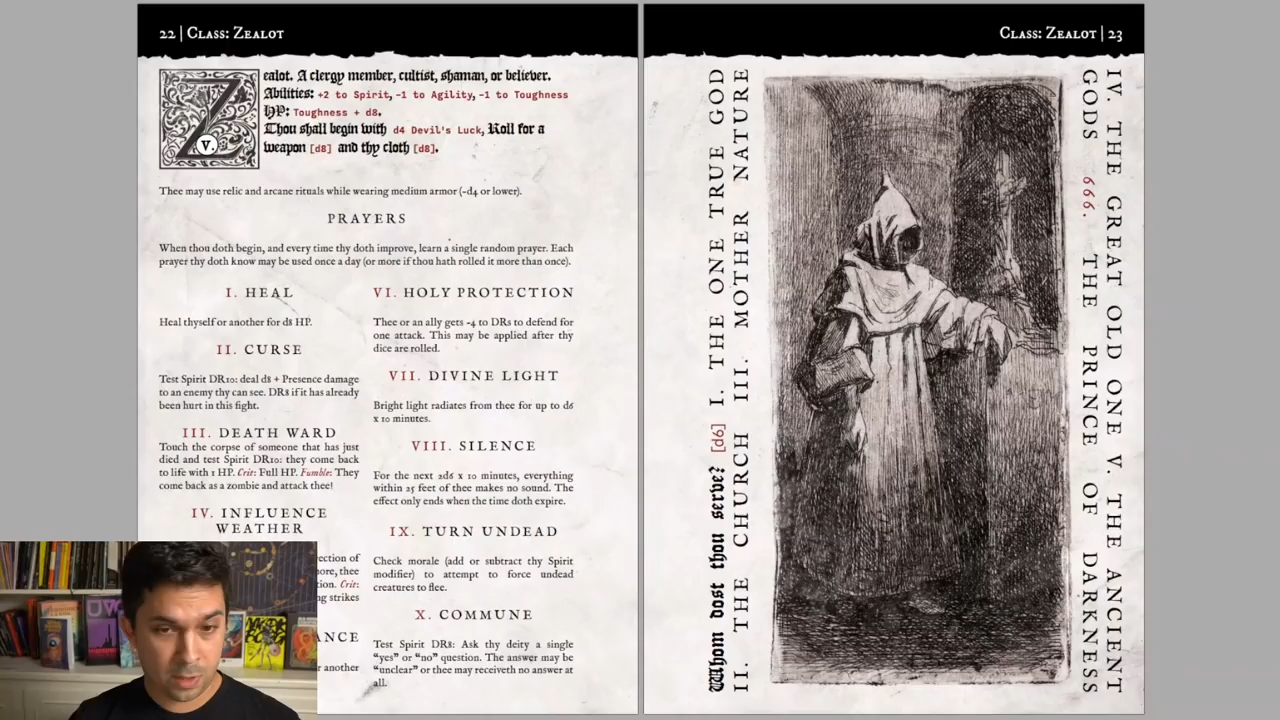 22 | Class: Zealot
Zealot. A clergy member, cultist, shaman, or believer.
Abilities: +2 to Spirit, -1 to Agility, -1 to Toughness
HP: Toughness + d8.
Thou shall begin with d4 Devil's Luck, Roll for a
weapon [d8] and thy cloth [d8].
V.
Thee may use relic and arcane rituals while wearing medium armor (-d4 or lower).
PRAYERS
When thou doth begin, and every time thy doth improve, learn a single random prayer. Each
prayer thy doth know may be used once a day (or more if thou hath rolled it more than once).
I. HEAL
Heal thyself or another for d8 HP.
II. CURSE
Test Spirit DR10: deal d8 + Presence damage
to an enemy thy can see. DR8 if it has already
been hurt in this fight.
III. DEATH WARD
Touch the corpse of someone that has just
died and test Spirit DR10: they come back
to life with 1 HP. Crit: Full HP. Fumble: They
come back as a zombie and attack thee!
IV. INFLUENCE
WEATHER
ection of
ore, thee
tion. Crit:
ng strikes
ANCE
r another
VI. HOLY PROTECTION
Thee or an ally gets -4 to DRs to defend for
one attack. This may be applied after thy
dice are rolled.
VII. DIVINE LIGHT
Bright light radiates from thee for up to d6
x 10 minutes.
VIII. SILENCE
For the next 2d6 x 10 minutes, everything
within 25 feet of thee makes no sound. The
effect only ends when the time doth expire.
IX. TURN UNDEAD
Check morale (add or subtract thy Spirit
modifier) to attempt to force undead
creatures to flee.
X. COMMUNE
Test Spirit DR8: Ask thy deity a single
"yes" or "no" question. The answer may be
"unclear" or thee may receiveth no answer at
all.
Class: Zealot | 23
Whom dost thou serve? [d6] I. THE ONE TRUE GOD
II. THE CHURCH III. MOTHER NATURE
IV. THE GREAT OLD ONE V. THE ANCIENT
GODS 666. THE PRINCE OF DARKNESS